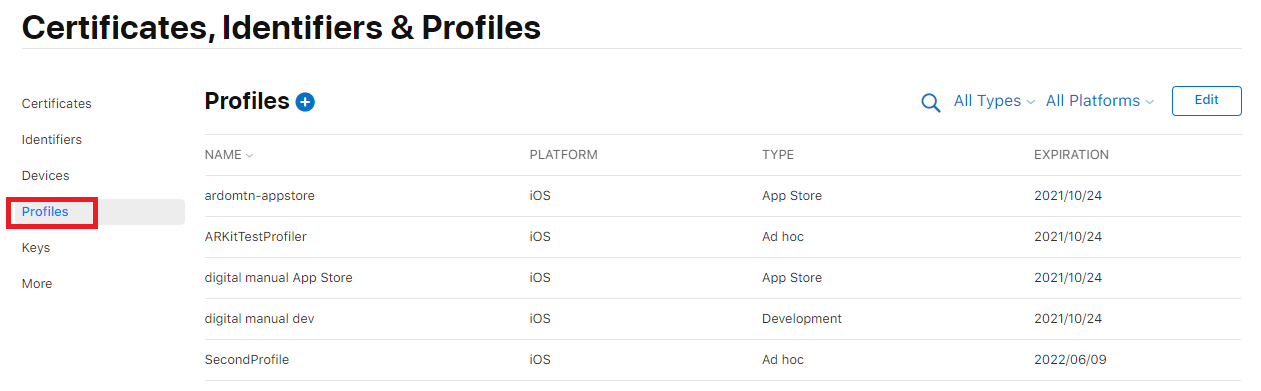 Certificates, Identifiers & Profiles
Certificates
Identifiers
Devices
Profiles
Keys
More
Profiles
All Types All Platforms Edit
NAME PLATFORM TYPE EXPIRATION
ardomtn-appstore iOS App Store 2021/10/24
ARKitTestProfiler iOS Ad hoc 2021/10/24
digital manual App Store iOS App Store 2021/10/24
digital manual dev iOS Development 2021/10/24
SecondProfile iOS Ad hoc 2022/06/09